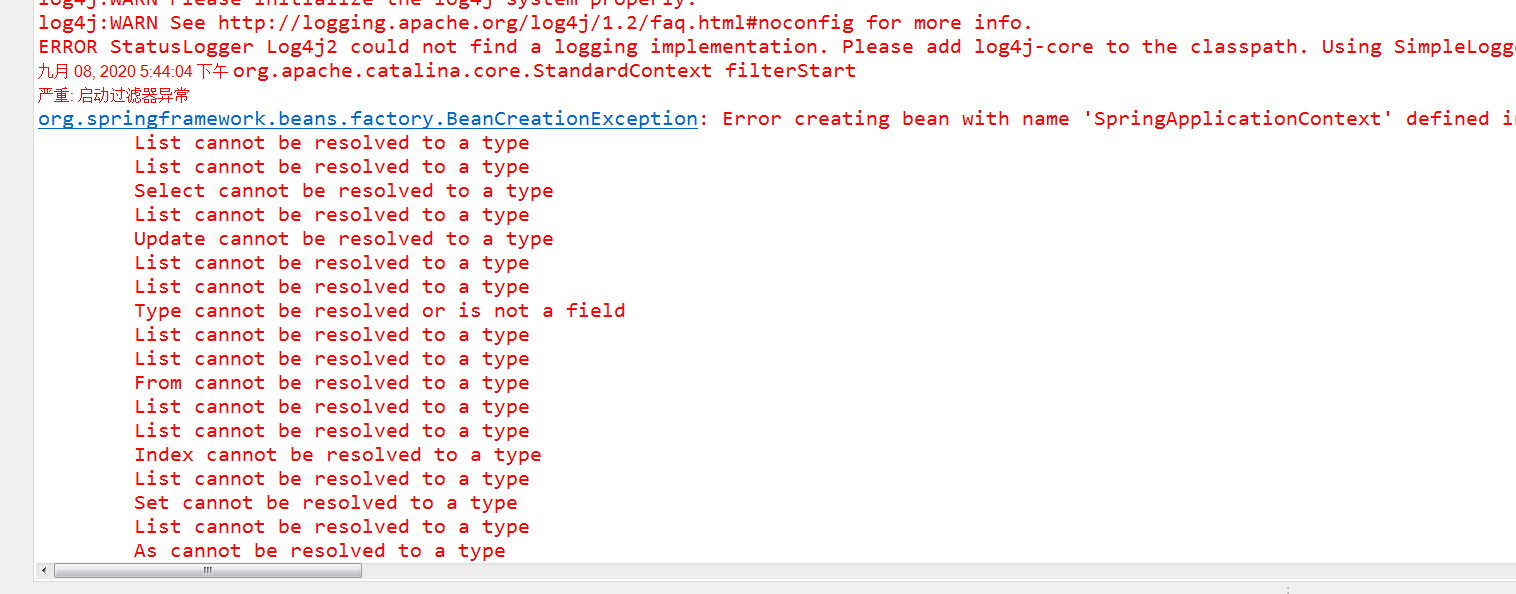 log4j:WARN Please initialize the log4j system properly.
log4j:WARN See http://logging.apache.org/log4j/1.2/faq.html#noconfig for more info.
ERROR StatusLogger Log4j2 could not find a logging implementation. Please add log4j-core to the classpath. Using SimpleLogg
九月 08, 2020 5:44:04 下午 org.apache.catalina.core.StandardContext filterStart
严重: 启动过滤器异常
org.springframework.beans.factory.BeanCreationException: Error creating bean with name 'SpringApplicationContext' defined i
List cannot be resolved to a type
List cannot be resolved to a type
Select cannot be resolved to a type
List cannot be resolved to a type
Update cannot be resolved to a type
List cannot be resolved to a type
List cannot be resolved to a type
Type cannot be resolved or is not a field
List cannot be resolved to a type
List cannot be resolved to a type
From cannot be resolved to a type
List cannot be resolved to a type
List cannot be resolved to a type
Index cannot be resolved to a type
List cannot be resolved to a type
Set cannot be resolved to a type
List cannot be resolved to a type
As cannot be resolved to a type